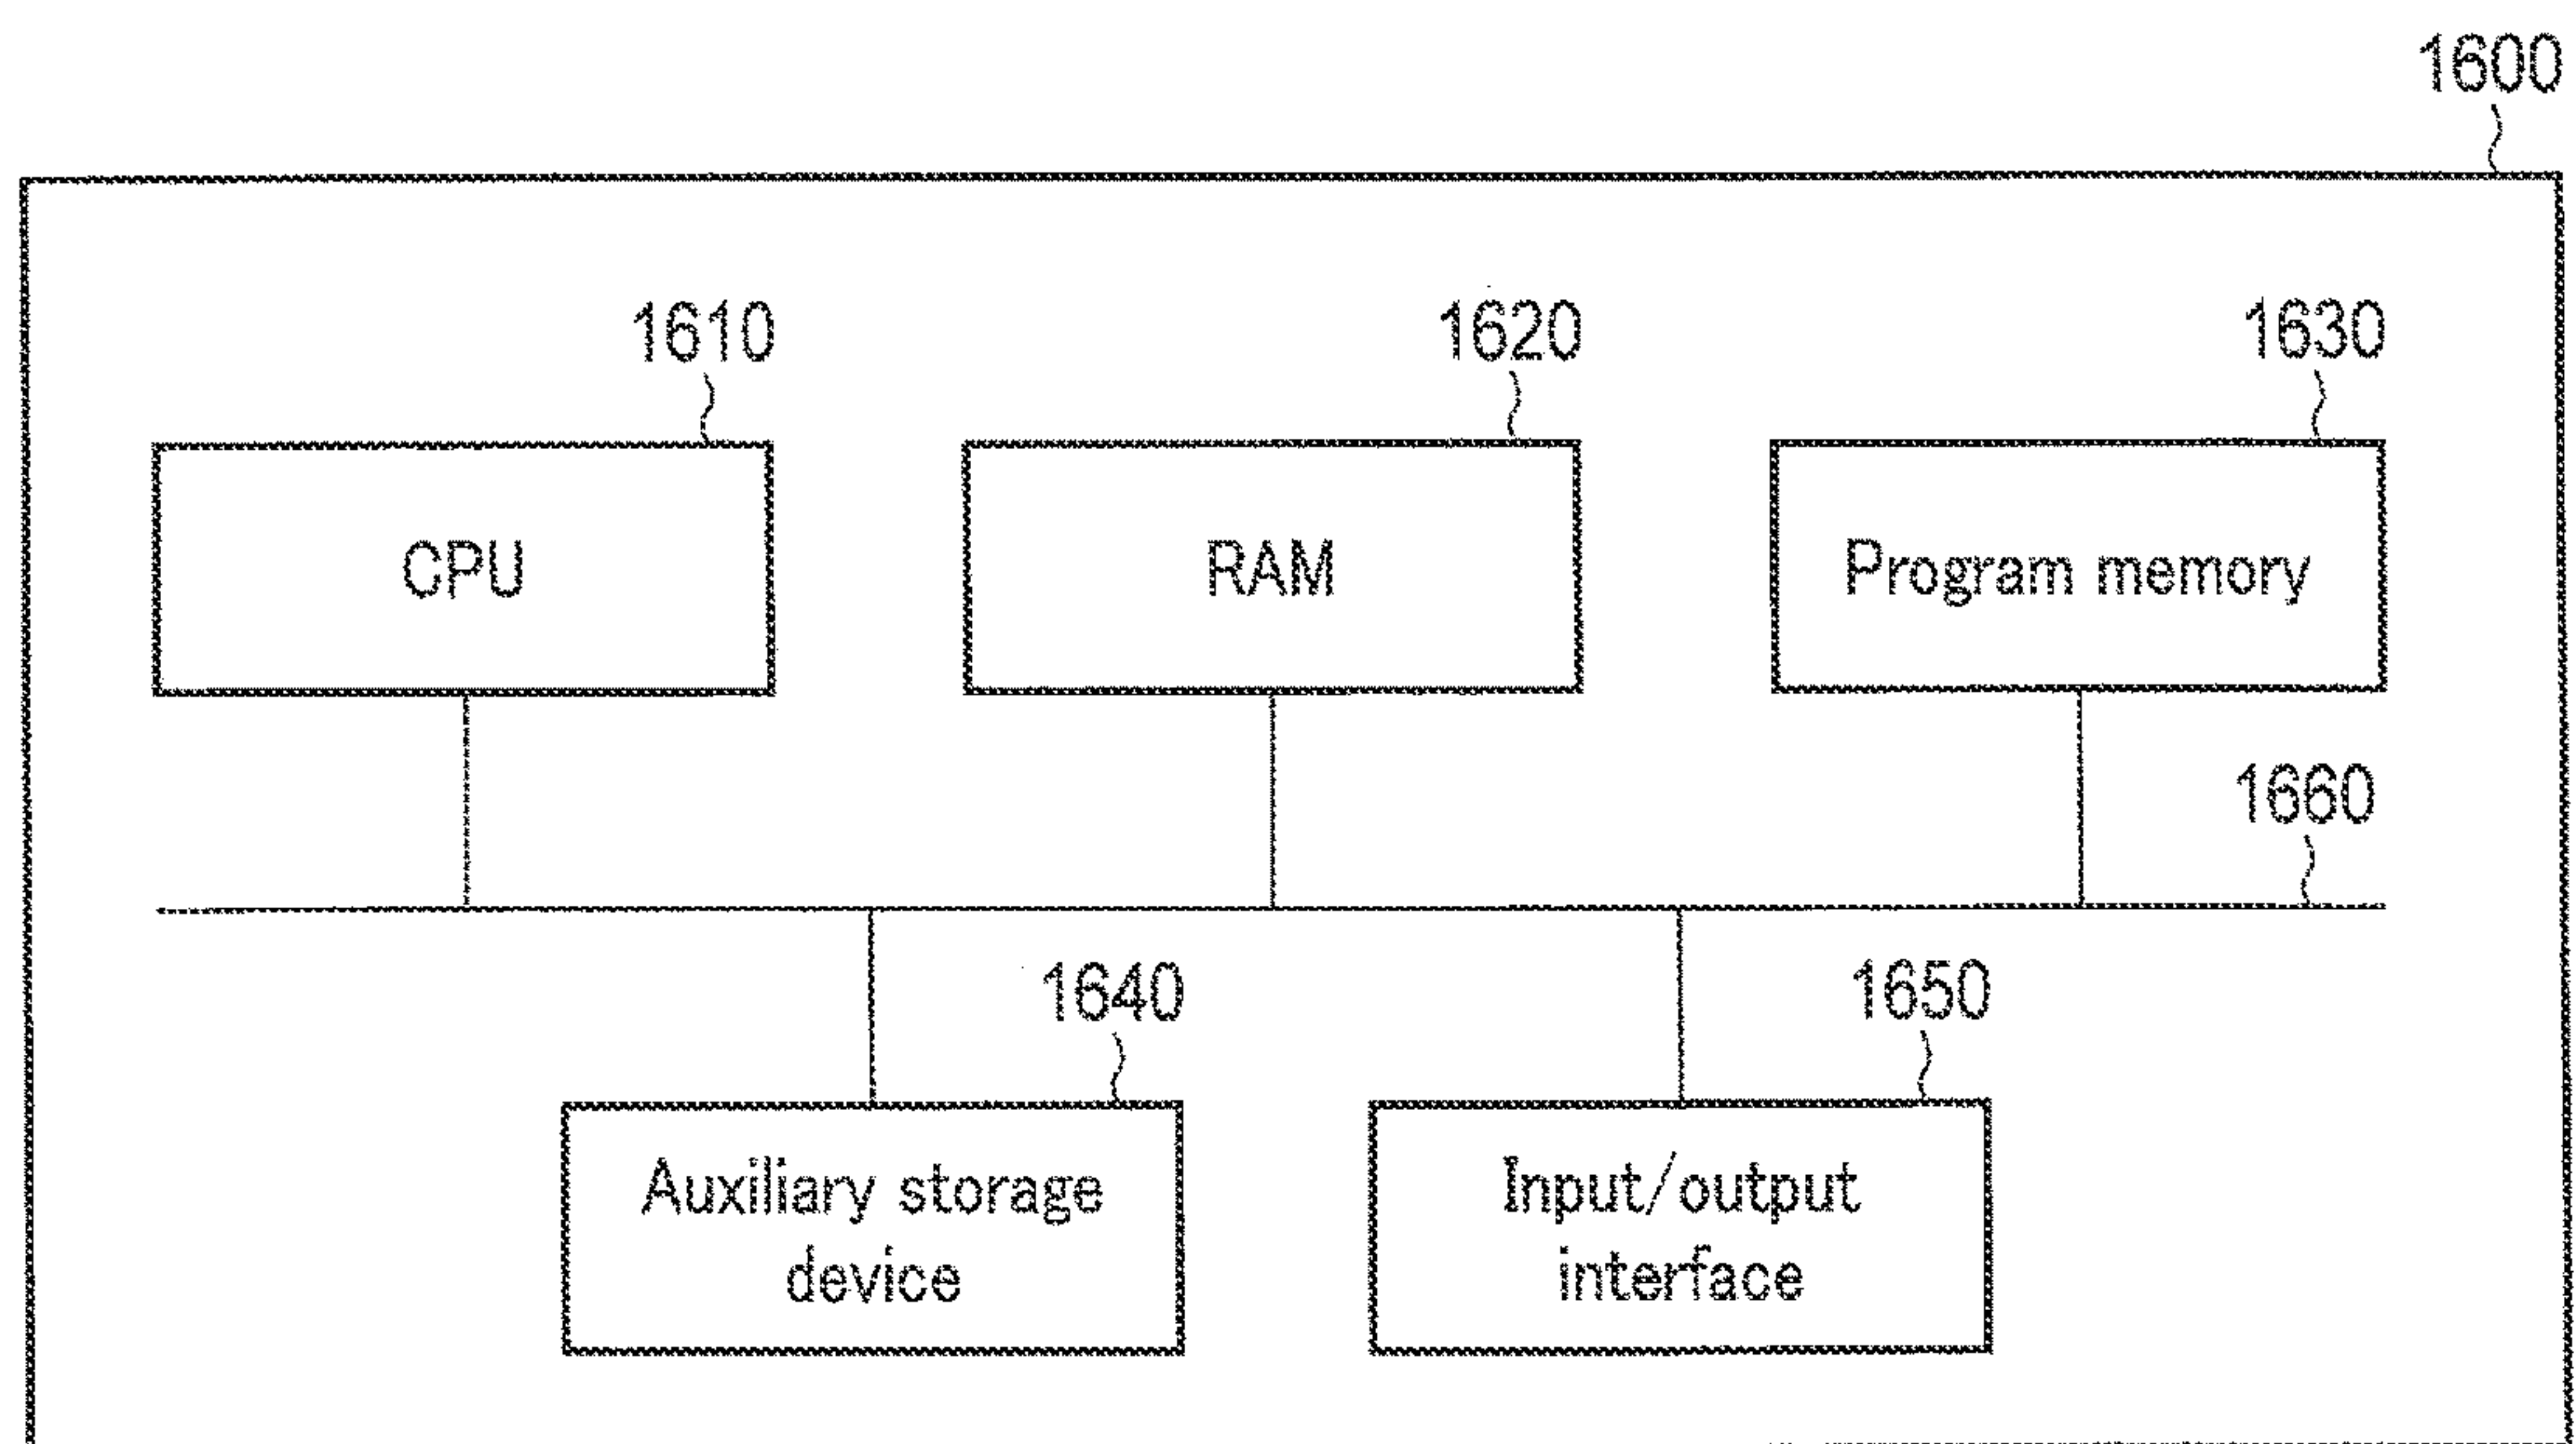 1600
1610
1620
1630
CPU
RAM
Program memory
1660
1640
1650
Auxiliary storage
device
Input/output
interface